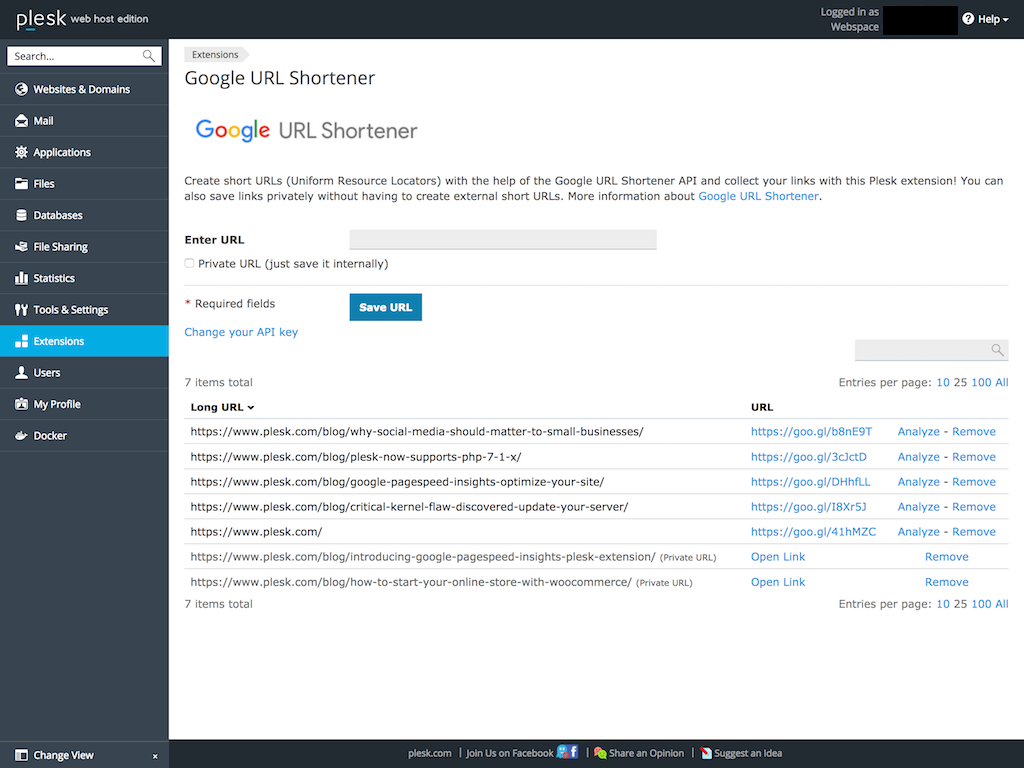 plesk web host edition
Logged in as
Webspace
Help
Search...
Websites & Domains
Mail
Applications
Files
Databases
File Sharing
Statistics
Tools & Settings
Extensions
Users
My Profile
Docker
Change View
x
Extensions
Google URL Shortener
Google URL Shortener
Create short URLs (Uniform Resource Locators) with the help of the Google URL Shortener API and collect your links with this Plesk extension! You can
also save links privately without having to create external short URLs. More information about Google URL Shortener.
Enter URL
Private URL (just save it internally)
* Required fields
Save URL
Change your API key
7 items total
Entries per page: 10 25 100 All
Long URL URL
https://www.plesk.com/blog/why-social-media-should-matter-to-small-businesses/ https://goo.gl/b8nE9T Analyze - Remove
https://www.plesk.com/blog/plesk-now-supports-php-7-1-x/ https://goo.gl/3cJctD Analyze - Remove
https://www.plesk.com/blog/google-pagespeed-insights-optimize-your-site/ https://goo.gl/DHhfLL Analyze - Remove
https://www.plesk.com/blog/critical-kernel-flaw-discovered-update-your-server/ https://goo.gl/I8Xr5J Analyze - Remove
https://www.plesk.com/ https://goo.gl/41hMZC Analyze - Remove
https://www.plesk.com/blog/introducing-google-pagespeed-insights-plesk-extension/ (Private URL) Open Link Remove
https://www.plesk.com/blog/how-to-start-your-online-store-with-woocommerce/ (Private URL) Open Link Remove
7 items total
Entries per page: 10 25 100 All
plesk.com | Join Us on Facebook | Share an Opinion | Suggest an Idea